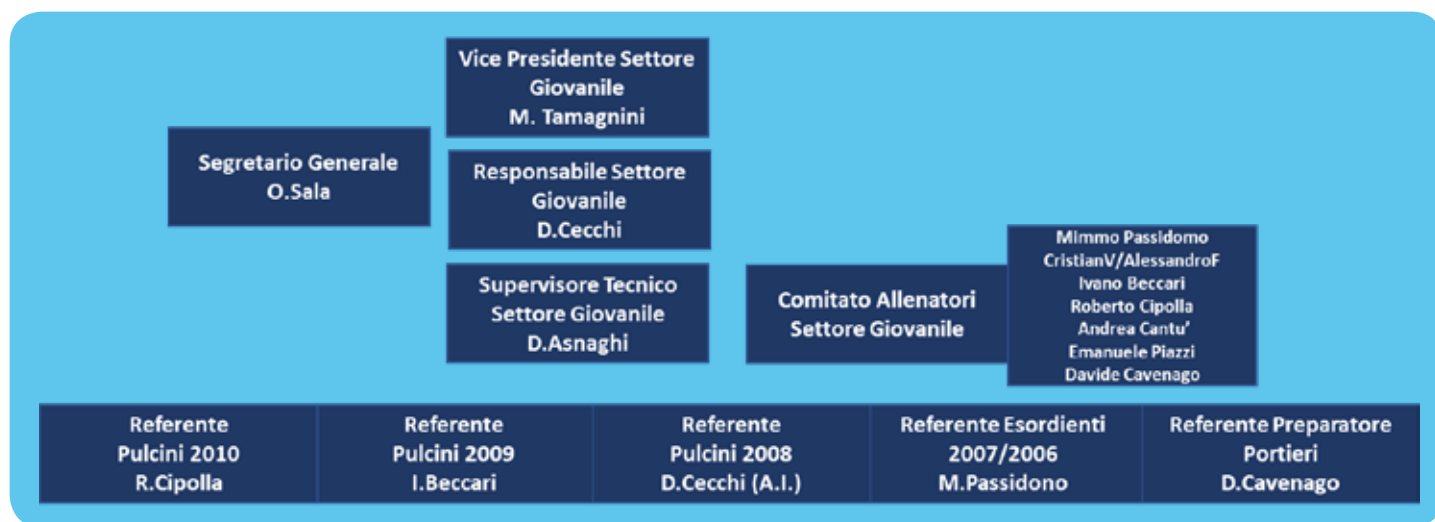 Vice Presidente Settore
Giovanile
M. Tamagnini
Segretario Generale
O.Sala
Responsabile Settore
Giovanile
D.Cecchi
Supervisore Tecnico
Settore Giovanile
D.Asnaghi
Comitato Allenatori
Settore Giovanile
Mimmo Passidomo
CristianV/AlessandroF
Ivano Beccari
Roberto Cipolla
Andrea Cantu'
Emanuele Piazzi
Davide Cavenago
Referente
Pulcini 2010
R.Cipolla
Referente
Pulcini 2009
I.Beccari
Referente
Pulcini 2008
D.Cecchi (A.I.)
Referente Esordienti
2007/2006
M.Passidono
Referente Preparatore
Portieri
D.Cavenago